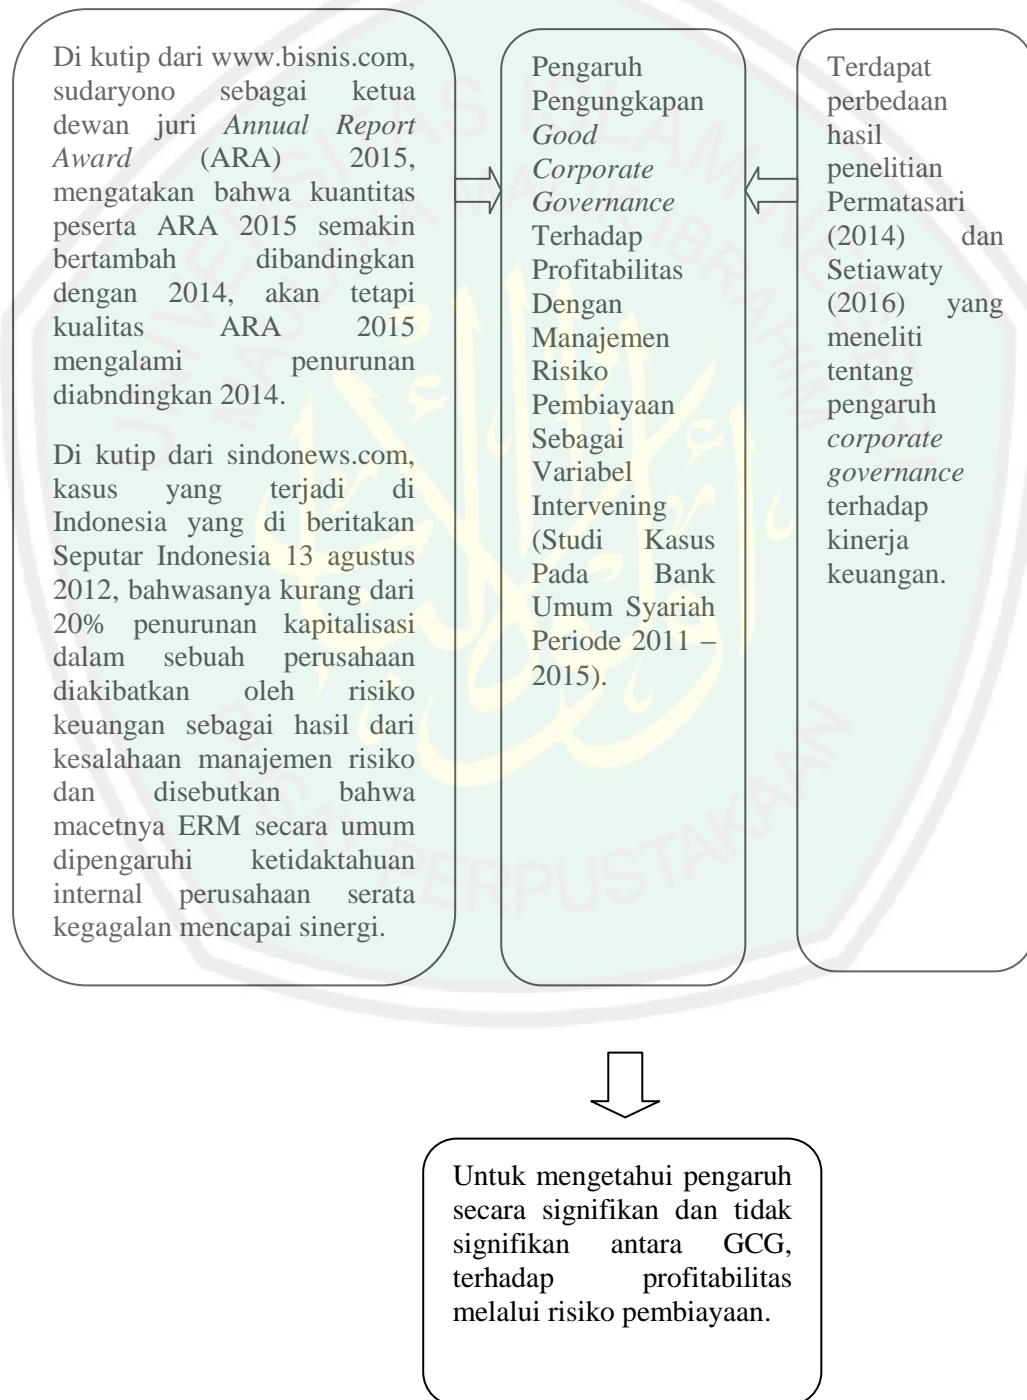 Di kutip dari www.bisnis.com,
sudaryono sebagai ketua
dewan juri Annual Report
Award (ARA) 2015,
mengatakan bahwa kuantitas
peserta ARA 2015 semakin
bertambah dibandingkan
dengan 2014, akan tetapi
kualitas ARA 2015
mengalami penurunan
diabndingkan 2014.
Di kutip dari sindonews.com,
kasus yang terjadi di
Indonesia yang di beritakan
Seputar Indonesia 13 agustus
2012, bahwasanya kurang dari
20% penurunan kapitalisasi
dalam sebuah perusahaan
diakibatkan oleh risiko
keuangan sebagai hasil dari
kesalahaan manajemen risiko
dan disebutkan bahwa
macetnya ERM secara umum
dipengaruhi ketidaktahuan
internal perusahaan serata
kegagalan mencapai sinergi.
Pengaruh
Pengungkapan
Good
Corporate
Governance
Terhadap
Profitabilitas
Dengan
Manajemen
Risiko
Pembiayaan
Sebagai
Variabel
Intervening
(Studi Kasus
Pada Bank
Umum Syariah
Periode 2011 –
2015).
Terdapat
perbedaan
hasil
penelitian
Permatasari
(2014) dan
Setiawaty
(2016) yang
meneliti
tentang
pengaruh
corporate
governance
terhadap
kinerja
keuangan.
Untuk mengetahui pengaruh
secara signifikan dan tidak
signifikan antara GCG,
terhadap profitabilitas
melalui risiko pembiayaan.